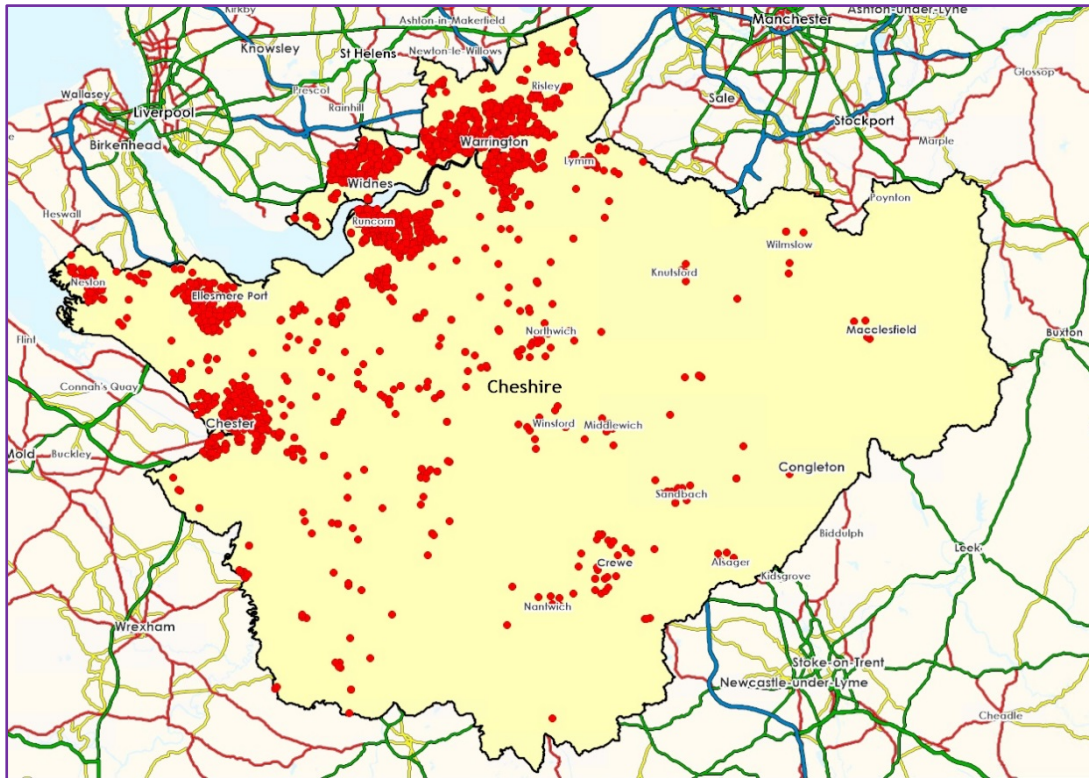 Kirkby
Ashton-in-Makerfield
Manchester
Ashton-under-Lyne
Knowsley
St Helens
Newton-le-Willows
Glossop
Wallasey
Prescot
Risley
Sale
Liverpool
Rainhill
Stockport
Birkenhead
Warrington
Marple
Lymm
Widnes
Heswall
Runcorn
Poynton
Wilmslow
Neston
Knutsford
Ellesmere Port
Flint
Northwich
Macclesfield
Buxton
Connah's Quay
Cheshire
Chester
Winsford
Middlewich
Mold
Buckley
Congleton
Sandbach
Biddulph
Crewe
Alsager
Leek
Kidsgrove
Nantwich
Wrexham
Stoke-on-Trent
Newcastle-under-Lyme
Cheadle